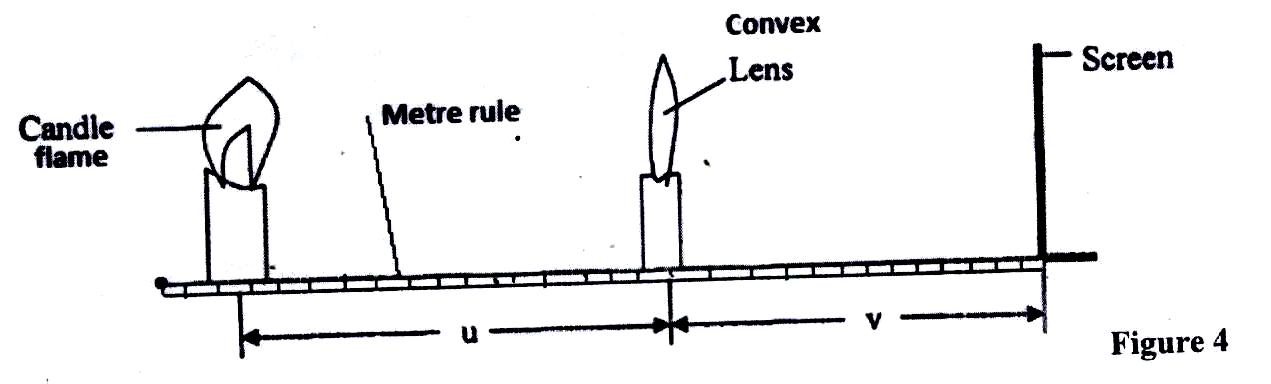 Convex
Lens
Screen
Metre rule
Candle
flame
u
v
Figure 4